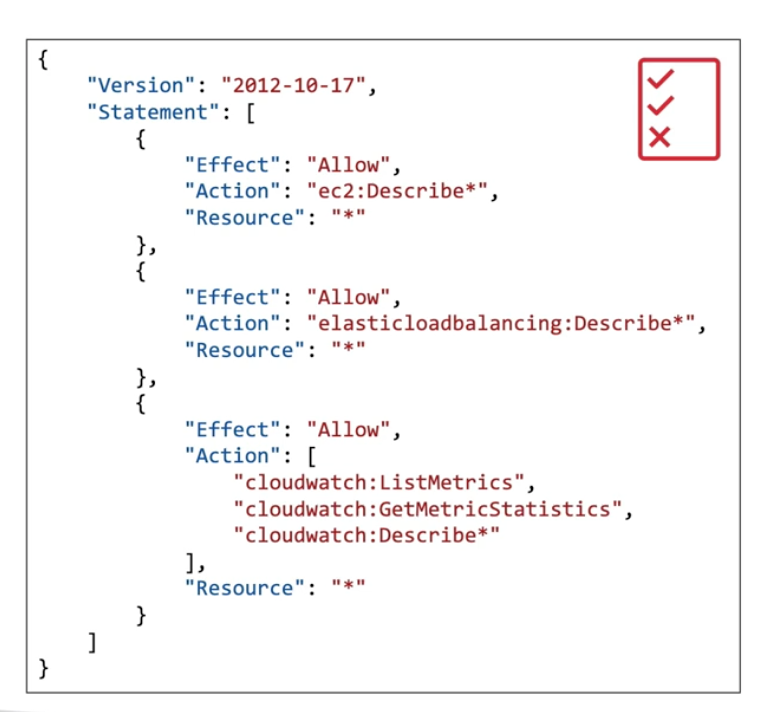 {
    "Version": "2012-10-17",
    "Statement": [
        {
            "Effect": "Allow",
            "Action": "ec2:Describe*",
            "Resource": "*"
        },
        {
            "Effect": "Allow",
            "Action": "elasticloadbalancing:Describe*",
            "Resource": "*"
        },
        {
            "Effect": "Allow",
            "Action": [
                "cloudwatch:ListMetrics",
                "cloudwatch:GetMetricStatistics",
                "cloudwatch:Describe*"
            ],
            "Resource": "*"
        }
    ]
}